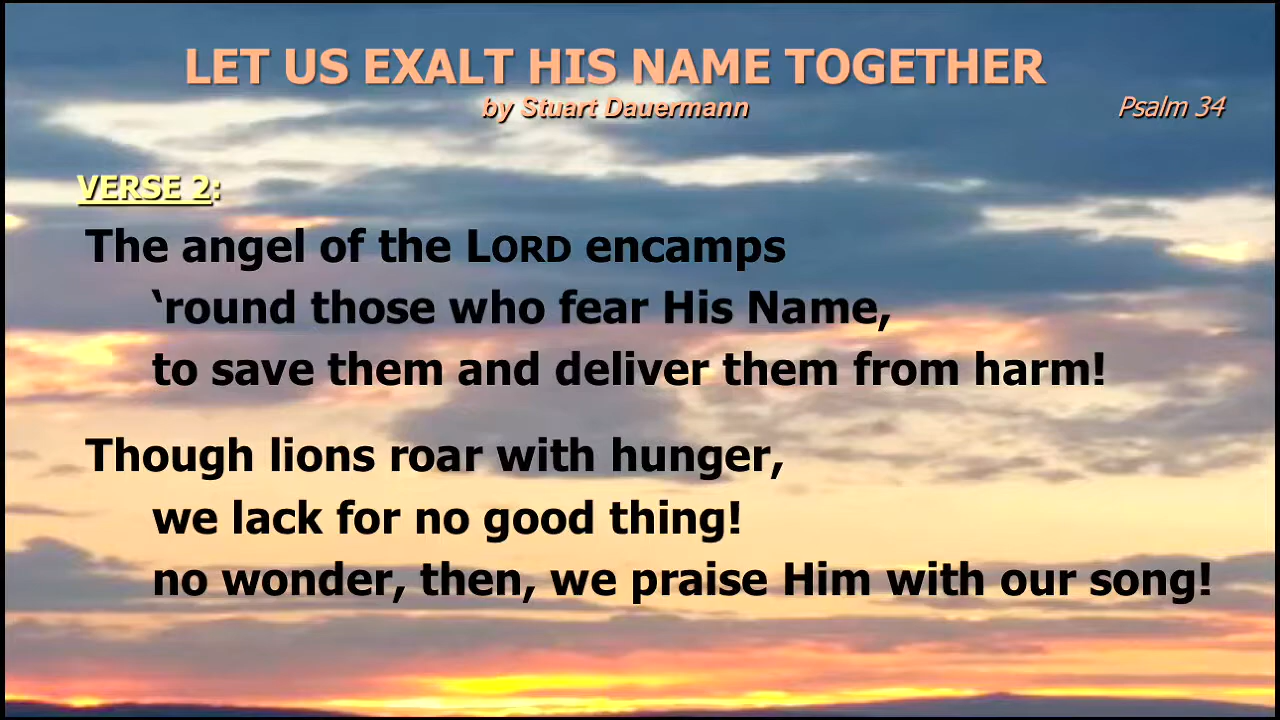 LET US EXALT HIS NAME TOGETHER
by Stuart Dauermann
Psalm 34
VERSE 2:
The angel of the LORD encamps
‘round those who fear His Name,
to save them and deliver them from harm!
Though lions roar with hunger,
we lack for no good thing!
no wonder, then, we praise Him with our song!